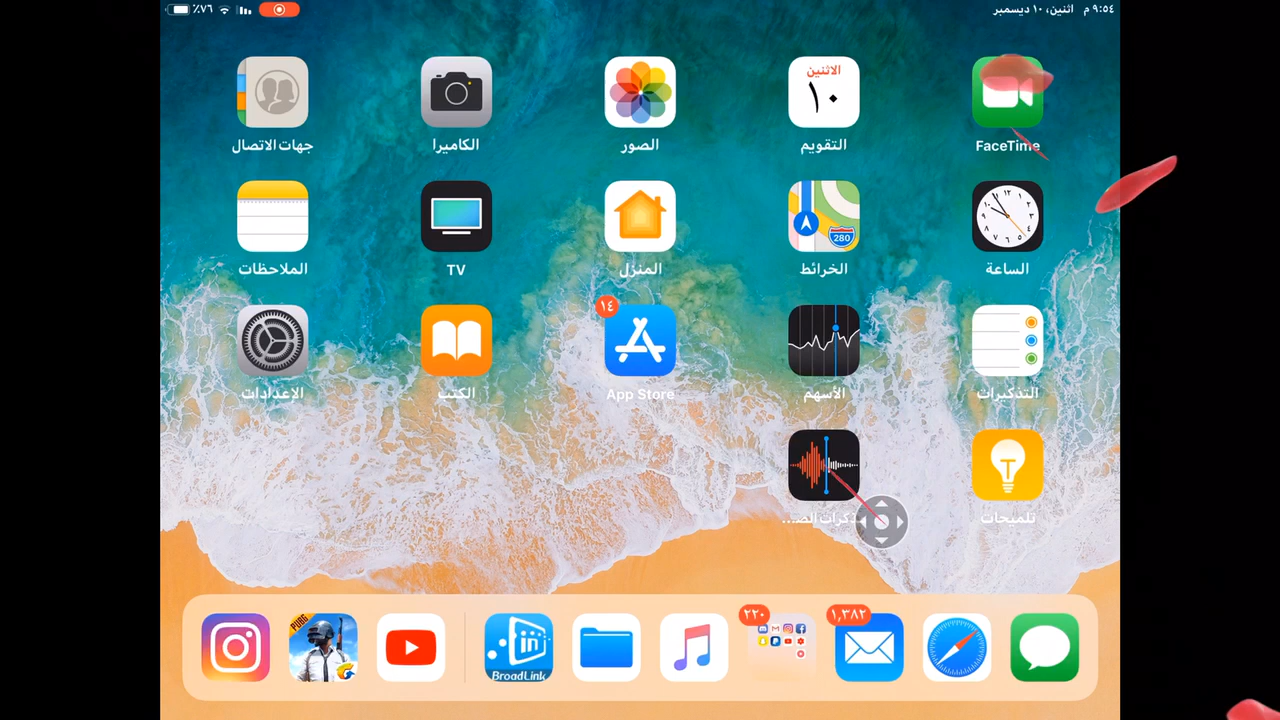 ٩:٥٤ م اثنين، ١٠ ديسمبر
٪٧٦
الاثنين
١٠
FaceTime
التقويم
الصور
الكاميرا
جهات الاتصال
280
الساعة
الخرائط
المنزل
TV
الملاحظات
١٤
التذكيرات
الأسهم
App Store
الكتب
الإعدادات
تلميحات
١,٣٨٢
٢٢٠
BroadLink
PUBG